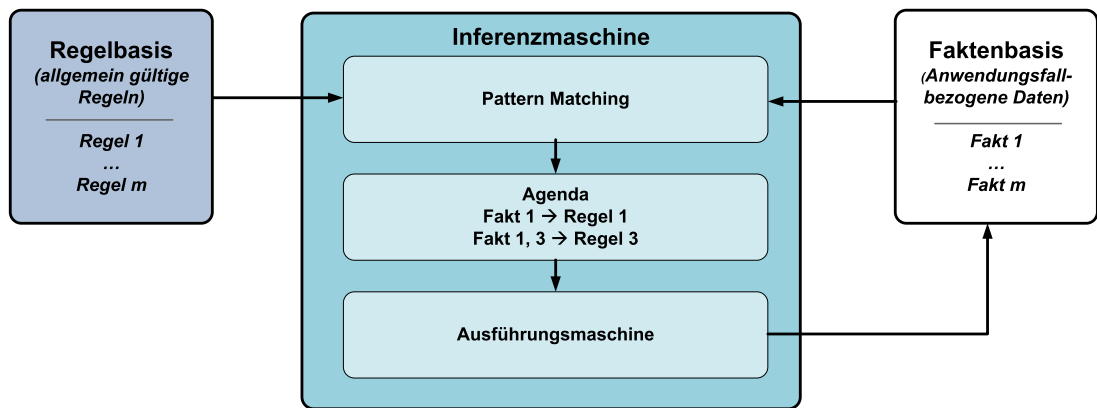 Regelbasis
(allgemein gültige
Regeln)
Regel 1
...
Regel m
Inferenzmaschine
Pattern Matching
Agenda
Fakt 1 → Regel 1
Fakt 1, 3 → Regel 3
Ausführungsmaschine
Faktenbasis
(Anwendungsfall-
bezogene Daten)
Fakt 1
...
Fakt m